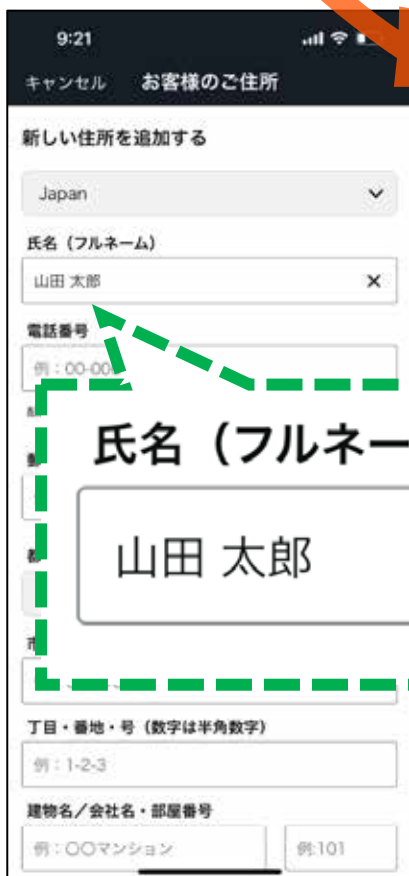 9:21
キャンセル お客様のご住所
新しい住所を追加する
Japan
氏名（フルネーム）
山田 太郎
電話番号
例：00-00
氏名（フルネー
山田 太郎
丁目・番地・号（数字は半角数字）
例：1-2-3
建物名／会社名・部屋番号
例：〇〇マンション 例:101